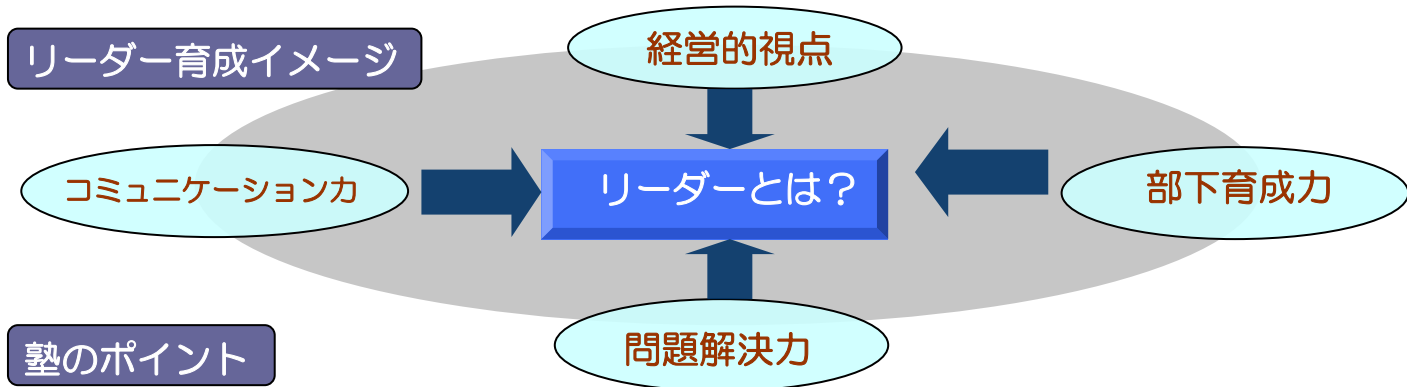 リーダー育成イメージ
経営的視点
コミュニケーション力
リーダーとは？
部下育成力
問題解決力
塾のポイント